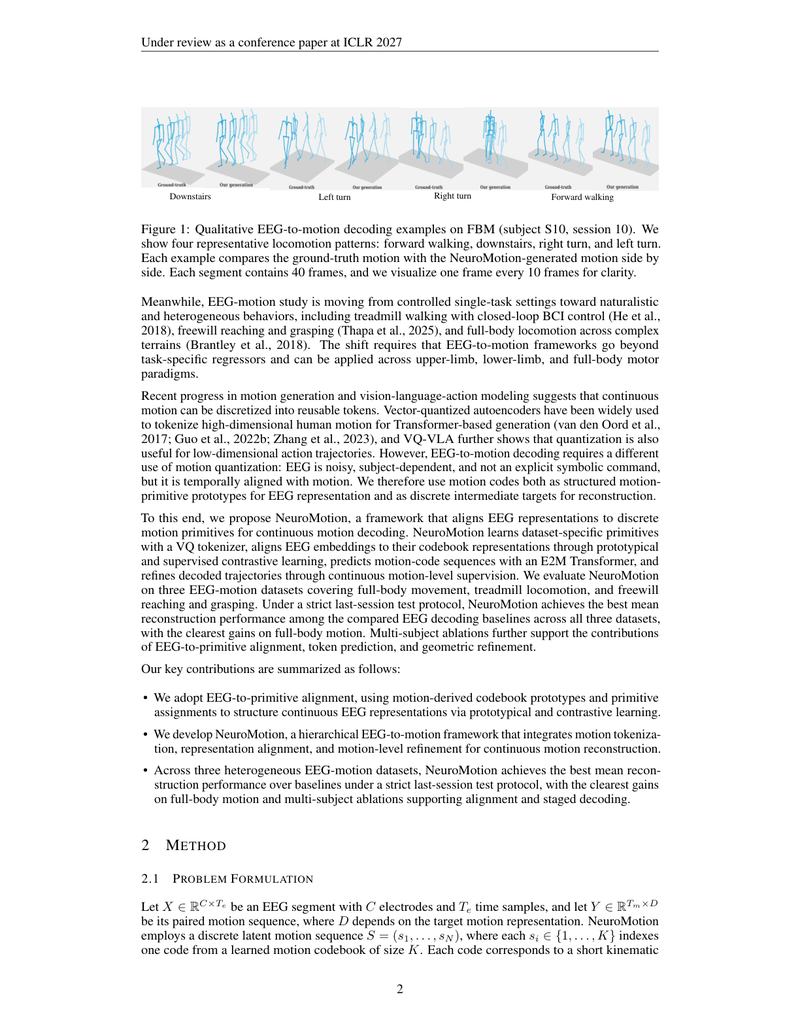 Under review as a conference paper at ICLR 2027
Ground-truth Our generation Ground-truth Our generation Ground-truth Our generation Ground-truth Our generation
Downstairs Left turn Right turn Forward walking
Figure 1: Qualitative EEG-to-motion decoding examples on FBM (subject S10, session 10). We
show four representative locomotion patterns: forward walking, downstairs, right turn, and left turn.
Each example compares the ground-truth motion with the NeuroMotion-generated motion side by
side. Each segment contains 40 frames, and we visualize one frame every 10 frames for clarity.
Meanwhile, EEG-motion study is moving from controlled single-task settings toward naturalistic
and heterogeneous behaviors, including treadmill walking with closed-loop BCI control (He et al.,
2018), freewill reaching and grasping (Thapa et al., 2025), and full-body locomotion across complex
terrains (Brantley et al., 2018). The shift requires that EEG-to-motion frameworks go beyond
task-specific regressors and can be applied across upper-limb, lower-limb, and full-body motor
paradigms.
Recent progress in motion generation and vision-language-action modeling suggests that continuous
motion can be discretized into reusable tokens. Vector-quantized autoencoders have been widely used
to tokenize high-dimensional human motion for Transformer-based generation (van den Oord et al.,
2017; Guo et al., 2022b; Zhang et al., 2023), and VQ-VLA further shows that quantization is also
useful for low-dimensional action trajectories. However, EEG-to-motion decoding requires a different
use of motion quantization: EEG is noisy, subject-dependent, and not an explicit symbolic command,
but it is temporally aligned with motion. We therefore use motion codes both as structured motion-
primitive prototypes for EEG representation and as discrete intermediate targets for reconstruction.
To this end, we propose NeuroMotion, a framework that aligns EEG representations to discrete
motion primitives for continuous motion decoding. NeuroMotion learns dataset-specific primitives
with a VQ tokenizer, aligns EEG embeddings to their codebook representations through prototypical
and supervised contrastive learning, predicts motion-code sequences with an E2M Transformer, and
refines decoded trajectories through continuous motion-level supervision. We evaluate NeuroMotion
on three EEG-motion datasets covering full-body movement, treadmill locomotion, and freewill
reaching and grasping. Under a strict last-session test protocol, NeuroMotion achieves the best mean
reconstruction performance among the compared EEG decoding baselines across all three datasets,
with the clearest gains on full-body motion. Multi-subject ablations further support the contributions
of EEG-to-primitive alignment, token prediction, and geometric refinement.
Our key contributions are summarized as follows:
• We adopt EEG-to-primitive alignment, using motion-derived codebook prototypes and primitive
assignments to structure continuous EEG representations via prototypical and contrastive learning.
• We develop NeuroMotion, a hierarchical EEG-to-motion framework that integrates motion tokeniza-
tion, representation alignment, and motion-level refinement for continuous motion reconstruction.
• Across three heterogeneous EEG-motion datasets, NeuroMotion achieves the best mean recon-
struction performance over baselines under a strict last-session test protocol, with the clearest gains
on full-body motion and multi-subject ablations supporting alignment and staged decoding.
2 METHOD
2.1 PROBLEM FORMULATION
Let $X \in \mathbb{R}^{C \times T_e}$ be an EEG segment with $C$ electrodes and $T_e$ time samples, and let $Y \in \mathbb{R}^{T_m \times D}$
be its paired motion sequence, where $D$ depends on the target motion representation. NeuroMotion
employs a discrete latent motion sequence $S = (s_1, \ldots, s_N)$, where each $s_i \in \{1, \ldots, K\}$ indexes
one code from a learned motion codebook of size $K$. Each code corresponds to a short kinematic
2